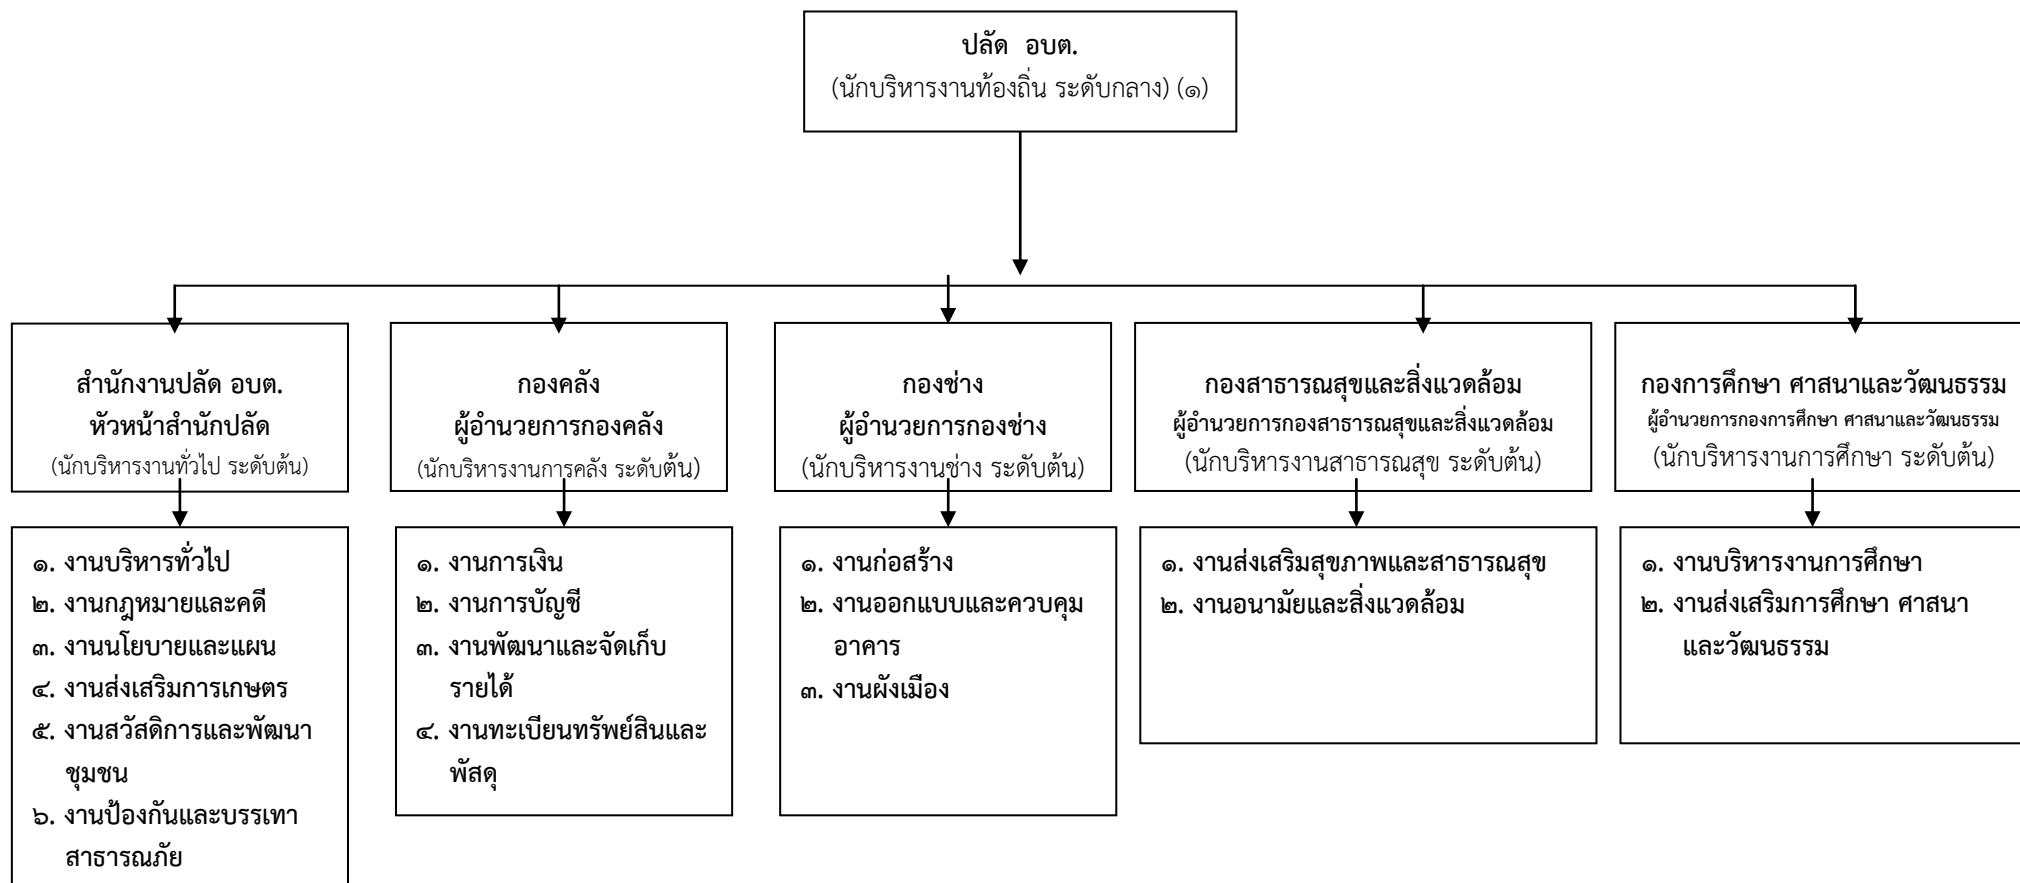 ปลัด อบต.
(นักบริหารงานท้องถิ่น ระดับกลาง) (๑)
สำนักงานปลัด อบต.
หัวหน้าสำนักปลัด
(นักบริหารงานทั่วไป ระดับต้น)
กองคลัง
ผู้อำนวยการกองคลัง
(นักบริหารงานการคลัง ระดับต้น)
กองช่าง
ผู้อำนวยการกองช่าง
(นักบริหารงานช่าง ระดับต้น)
กองสาธารณสุขและสิ่งแวดล้อม
ผู้อำนวยการกองสาธารณสุขและสิ่งแวดล้อม
(นักบริหารงานสาธารณสุข ระดับต้น)
กองการศึกษา ศาสนาและวัฒนธรรม
ผู้อำนวยการกองการศึกษา ศาสนาและวัฒนธรรม
(นักบริหารงานการศึกษา ระดับต้น)
๑. งานบริหารทั่วไป
๒. งานกฎหมายและคดี
๓. งานนโยบายและแผน
๔. งานส่งเสริมการเกษตร
๕. งานสวัสดิการและพัฒนา
ชุมชน
๖. งานป้องกันและบรรเทา
สาธารณภัย
๑. งานการเงิน
๒. งานการบัญชี
๓. งานพัฒนาและจัดเก็บ
รายได้
๔. งานทะเบียนทรัพย์สินและ
พัสดุ
๑. งานก่อสร้าง
๒. งานออกแบบและควบคุม
อาคาร
๓. งานผังเมือง
๑. งานส่งเสริมสุขภาพและสาธารณสุข
๒. งานอนามัยและสิ่งแวดล้อม
๑. งานบริหารงานการศึกษา
๒. งานส่งเสริมการศึกษา ศาสนา
และวัฒนธรรม